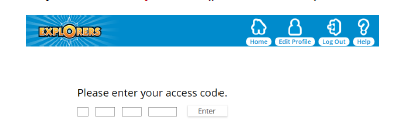 EXPLORERS
Home Edit Profile Log Out Help
Please enter your access code.
Enter